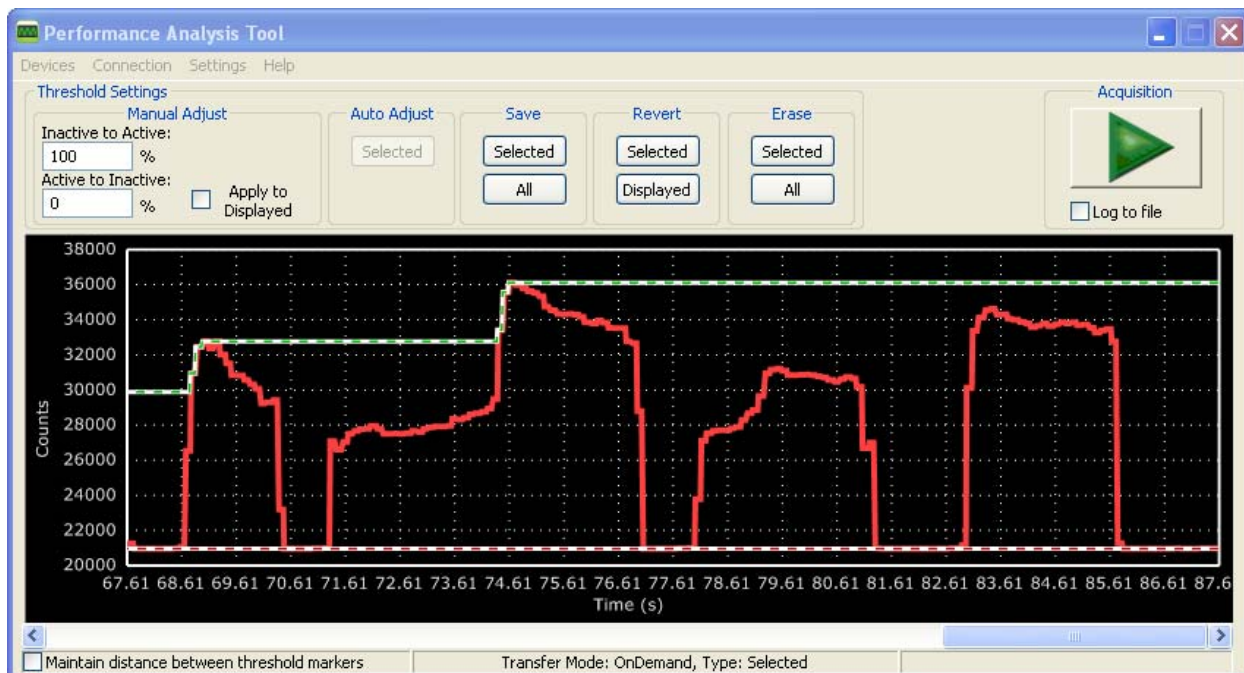 Performance Analysis Tool
Devices Connection Settings Help
Threshold Settings
Manual Adjust
Inactive to Active:
100 %
Active to Inactive:
0 %
Apply to
Displayed
Auto Adjust
Selected
Save
Selected
All
Revert
Selected
Displayed
Erase
Selected
All
Acquisition
Log to file
38000
36000
34000
32000
30000
28000
26000
24000
22000
20000
Counts
67.61 68.61 69.61 70.61 71.61 72.61 73.61 74.61 75.61 76.61 77.61 78.61 79.61 80.61 81.61 82.61 83.61 84.61 85.61 86.61 87.6
Time (s)
Maintain distance between threshold markers
Transfer Mode: OnDemand, Type: Selected